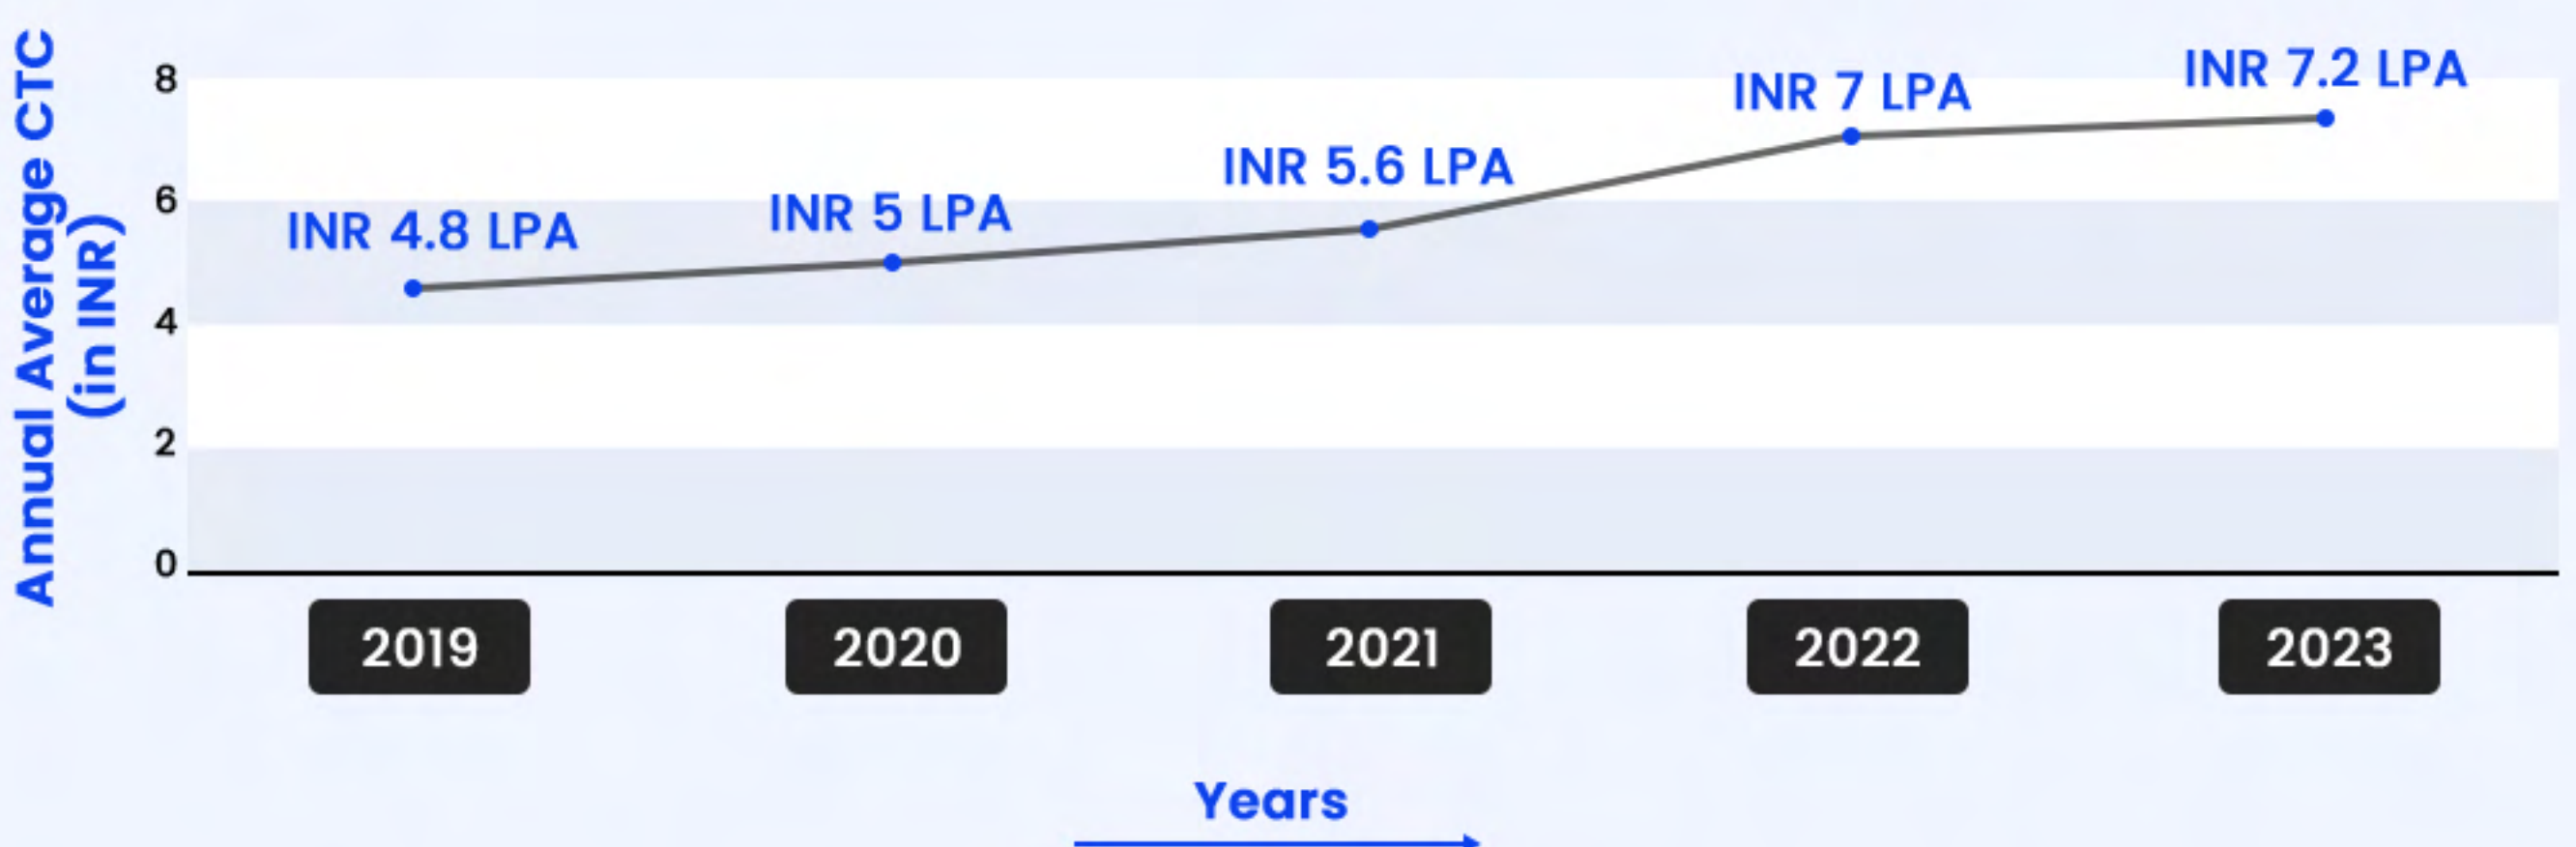 Annual Average CTC
(in INR)
8
6
4
2
0
INR 4.8 LPA
INR 5 LPA
INR 5.6 LPA
INR 7 LPA
INR 7.2 LPA
2019
2020
2021
2022
2023
Years